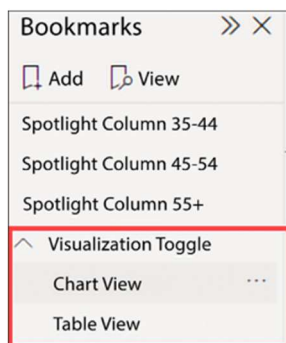 Bookmarks
Add View
Spotlight Column 35-44
Spotlight Column 45-54
Spotlight Column 55+
Visualization Toggle
Chart View
Table View